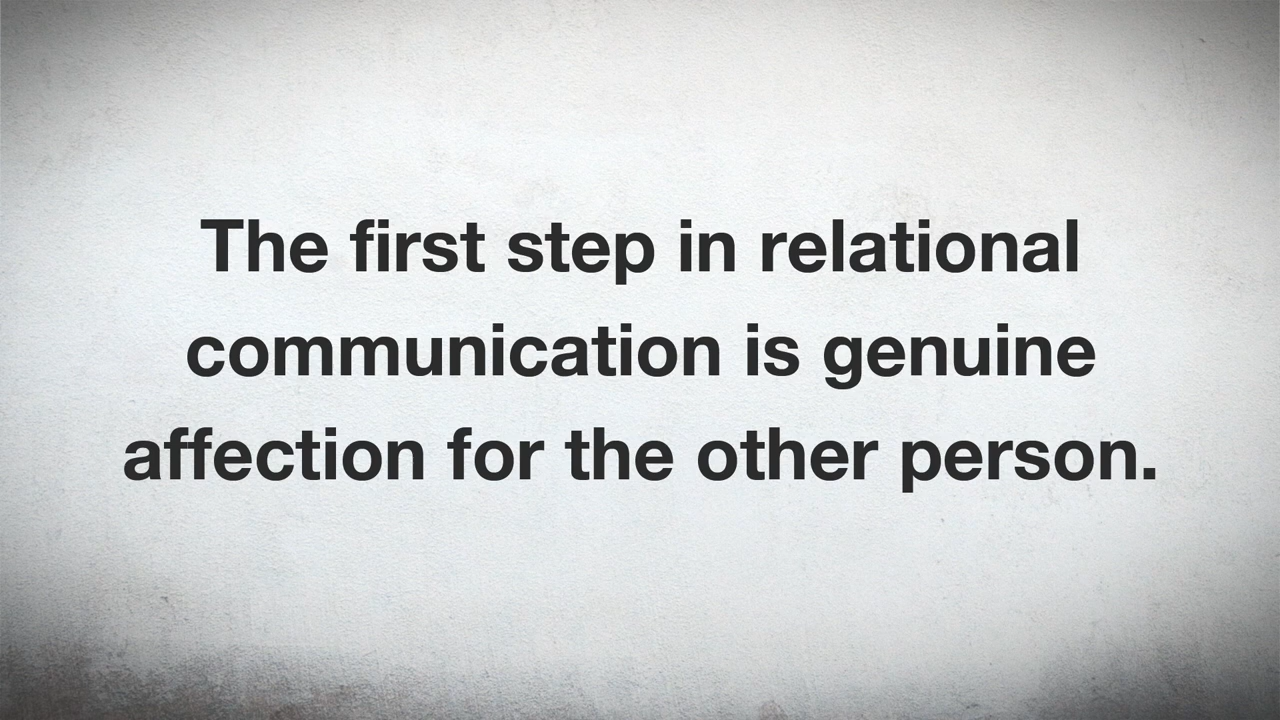 The first step in relational
communication is genuine
affection for the other person.